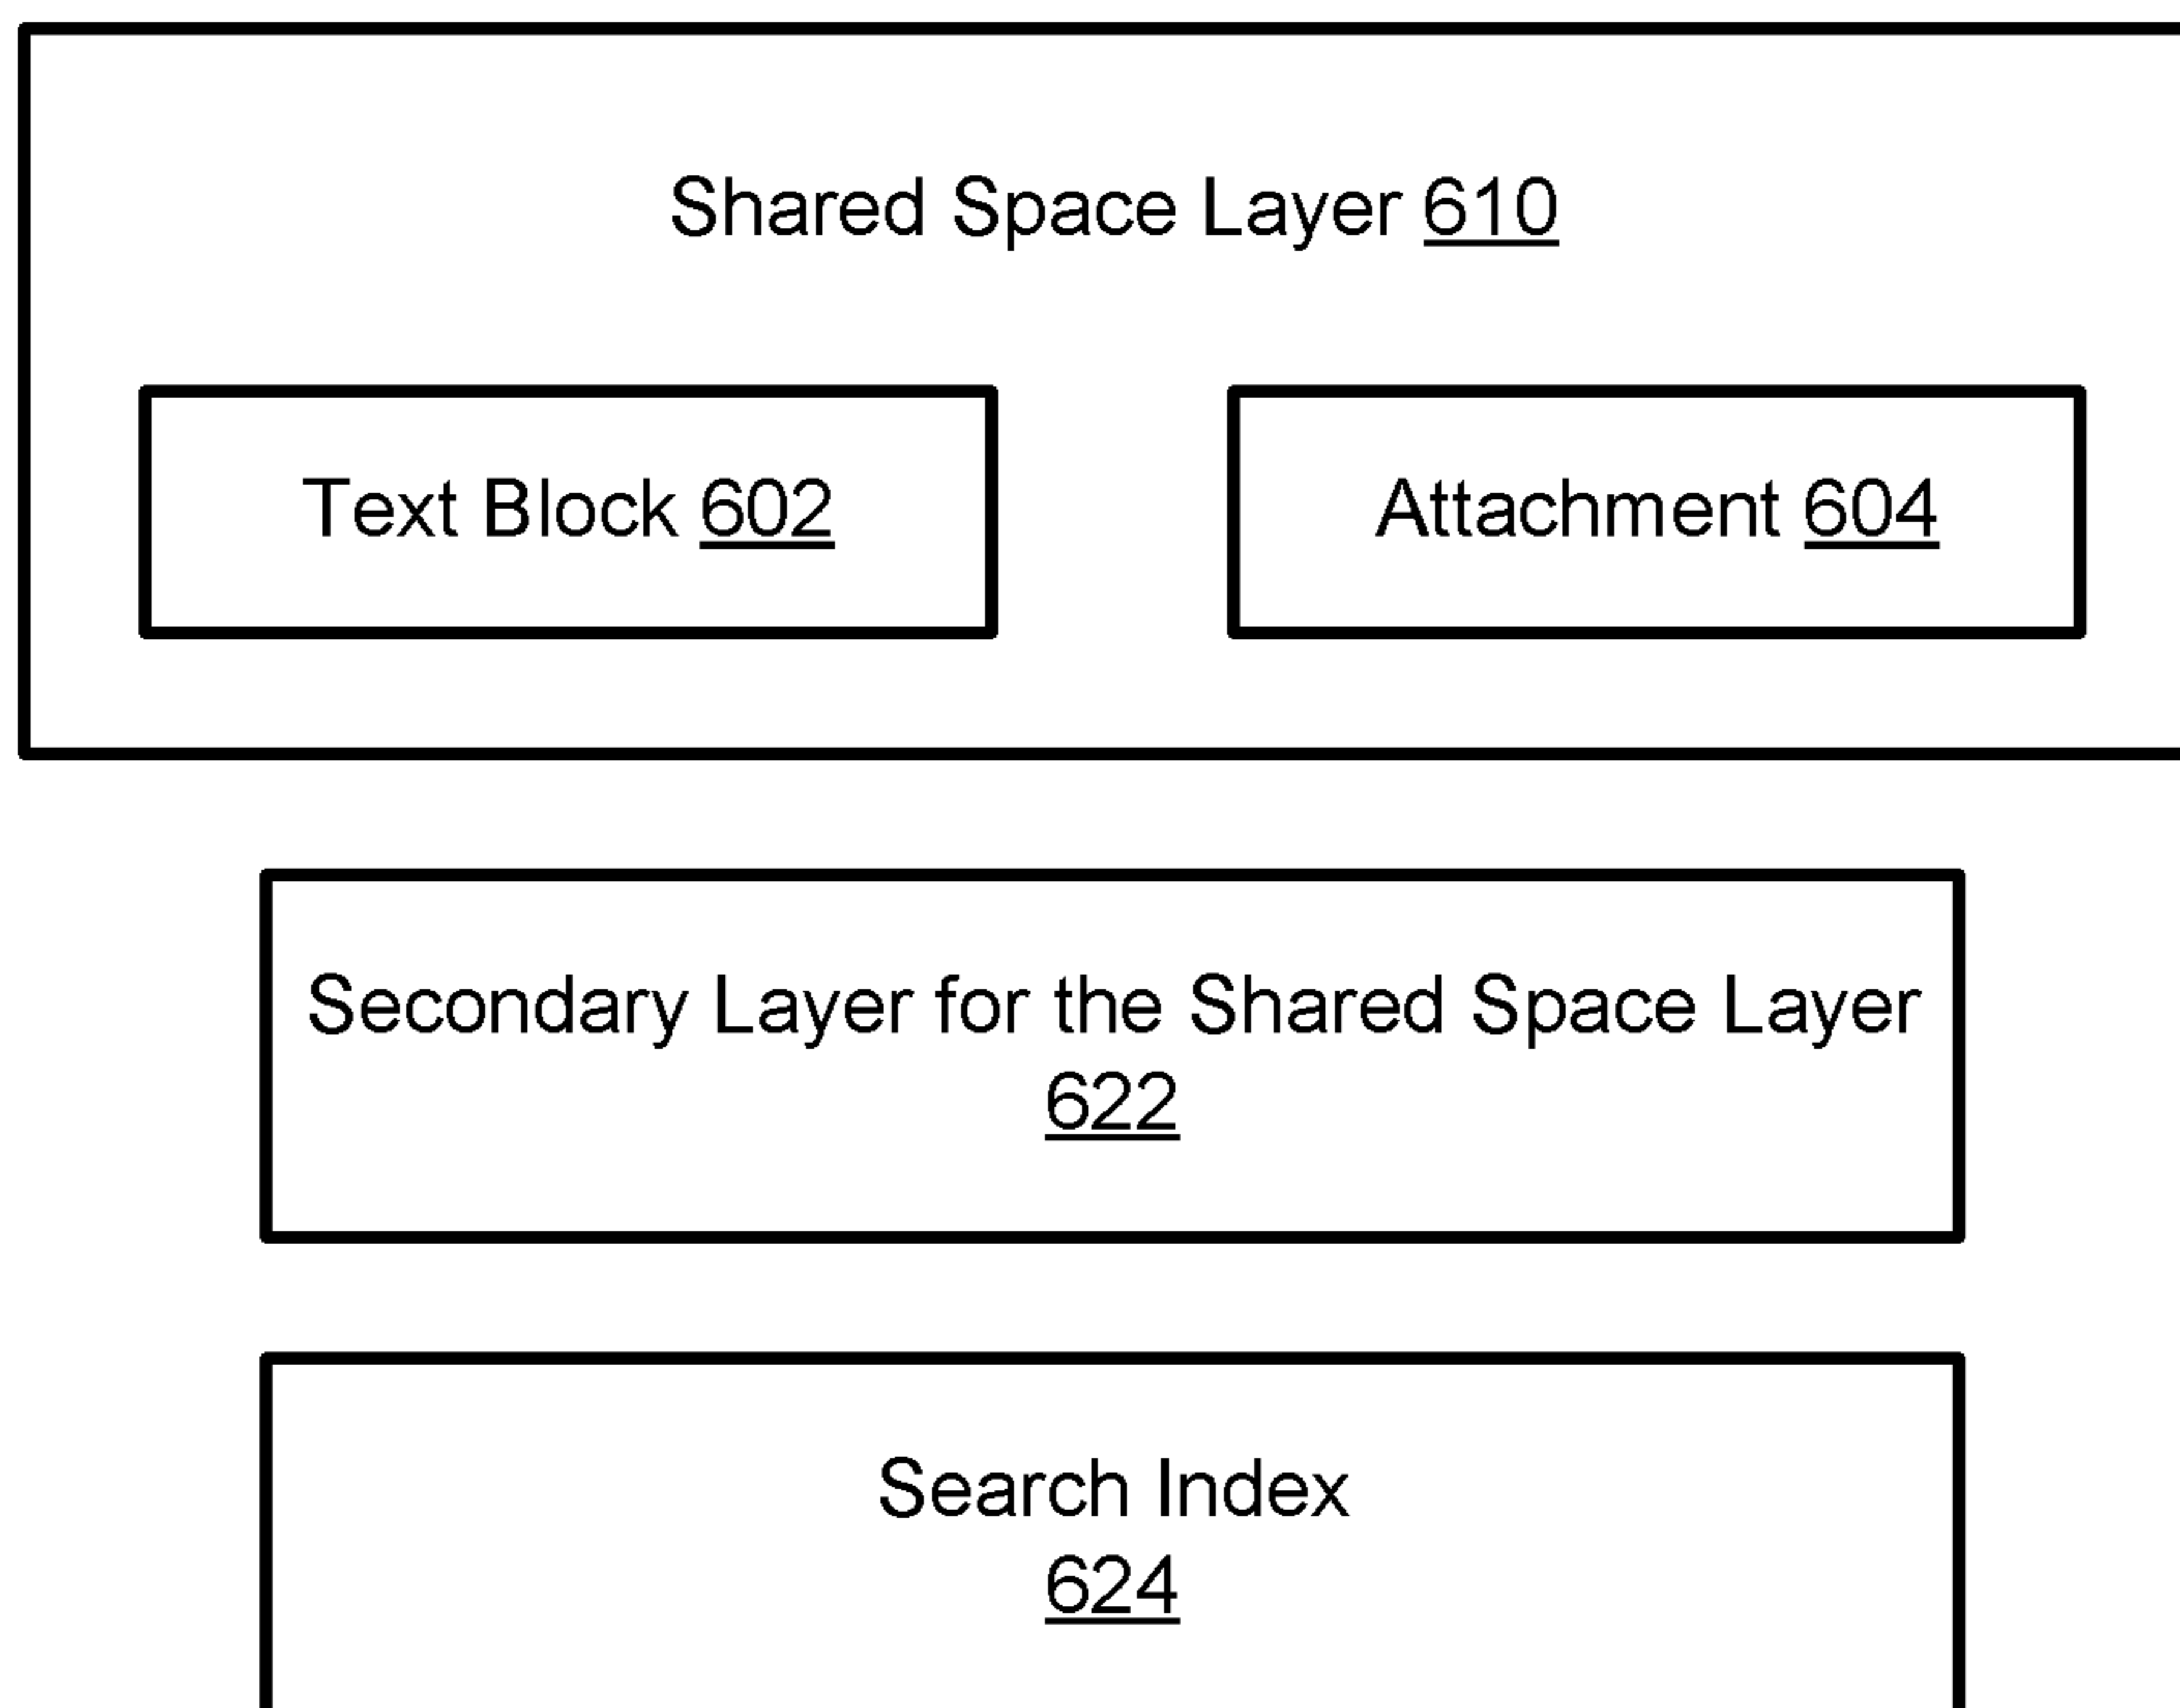 Shared Space Layer 610
Text Block 602
Attachment 604
Secondary Layer for the Shared Space Layer
622
Search Index
624